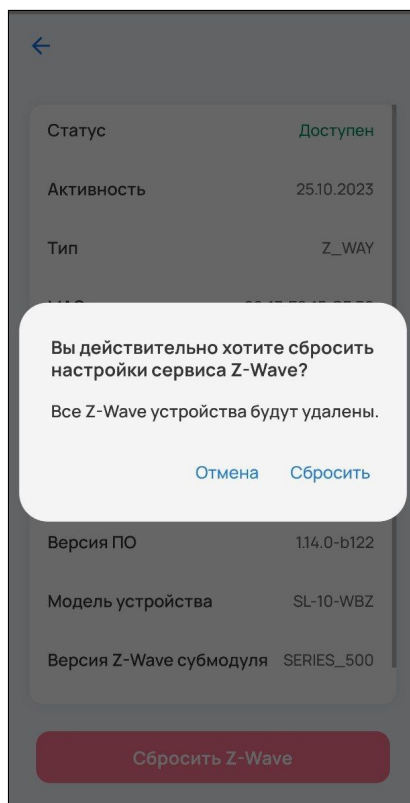 Статус Доступен
Активность 25.10.2023
Тип Z_WAY
Вы действительно хотите сбросить
настройки сервиса Z-Wave?
Все Z-Wave устройства будут удалены.
Отмена Сбросить
Версия ПО 1.14.0-b122
Модель устройства SL-10-WBZ
Версия Z-Wave субмодуля SERIES_500
Сбросить Z-Wave